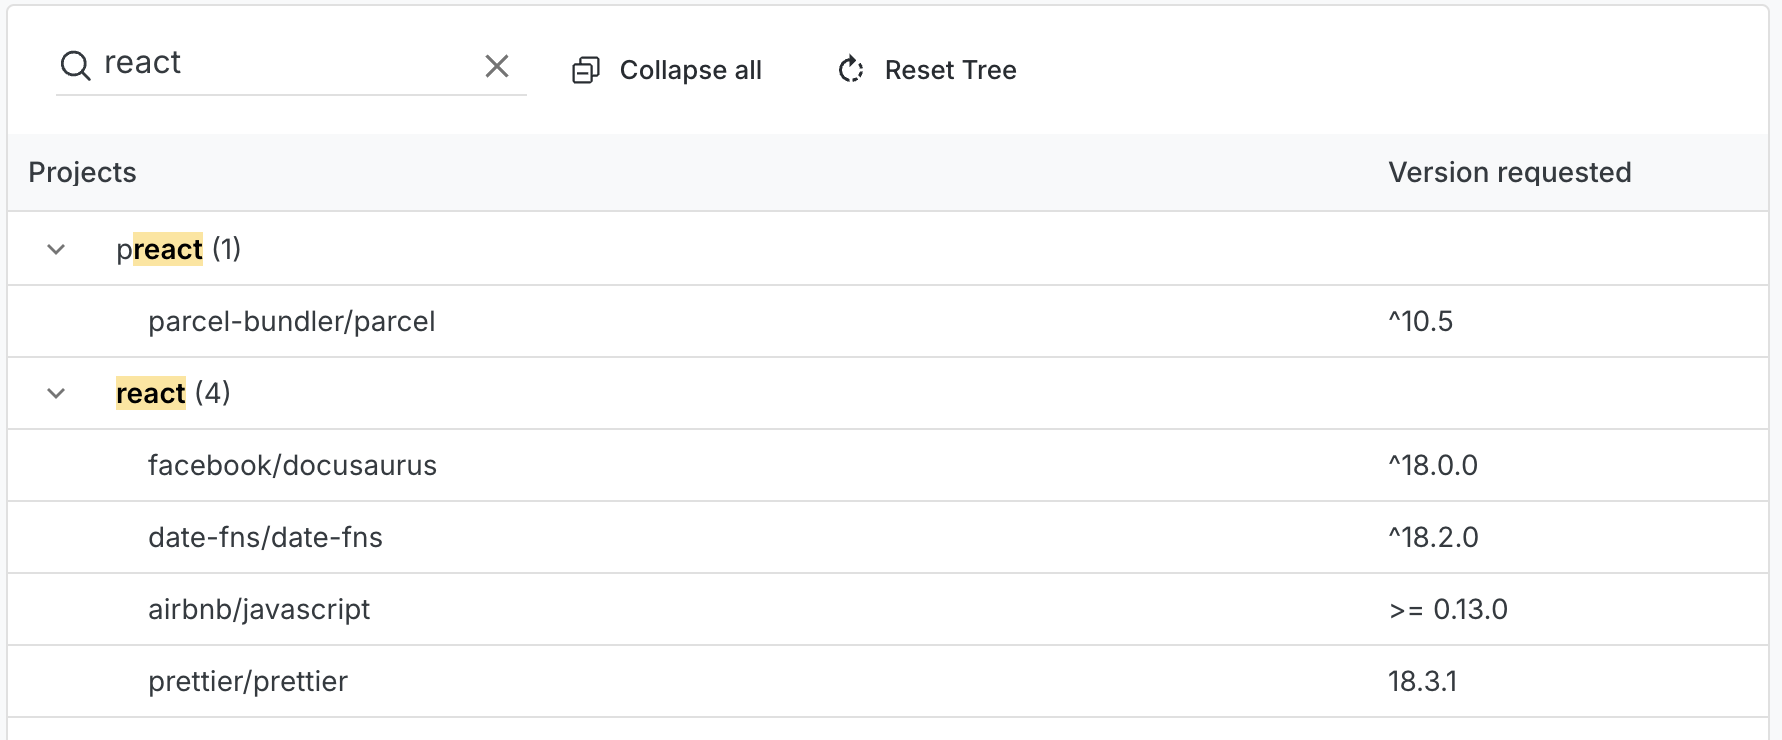 react
Collapse all
Reset Tree
Projects
Version requested
preact (1)
parcel-bundler/parcel
^10.5
react (4)
facebook/docusaurus
^18.0.0
date-fns/date-fns
^18.2.0
airbnb/javascript
>= 0.13.0
prettier/prettier
18.3.1